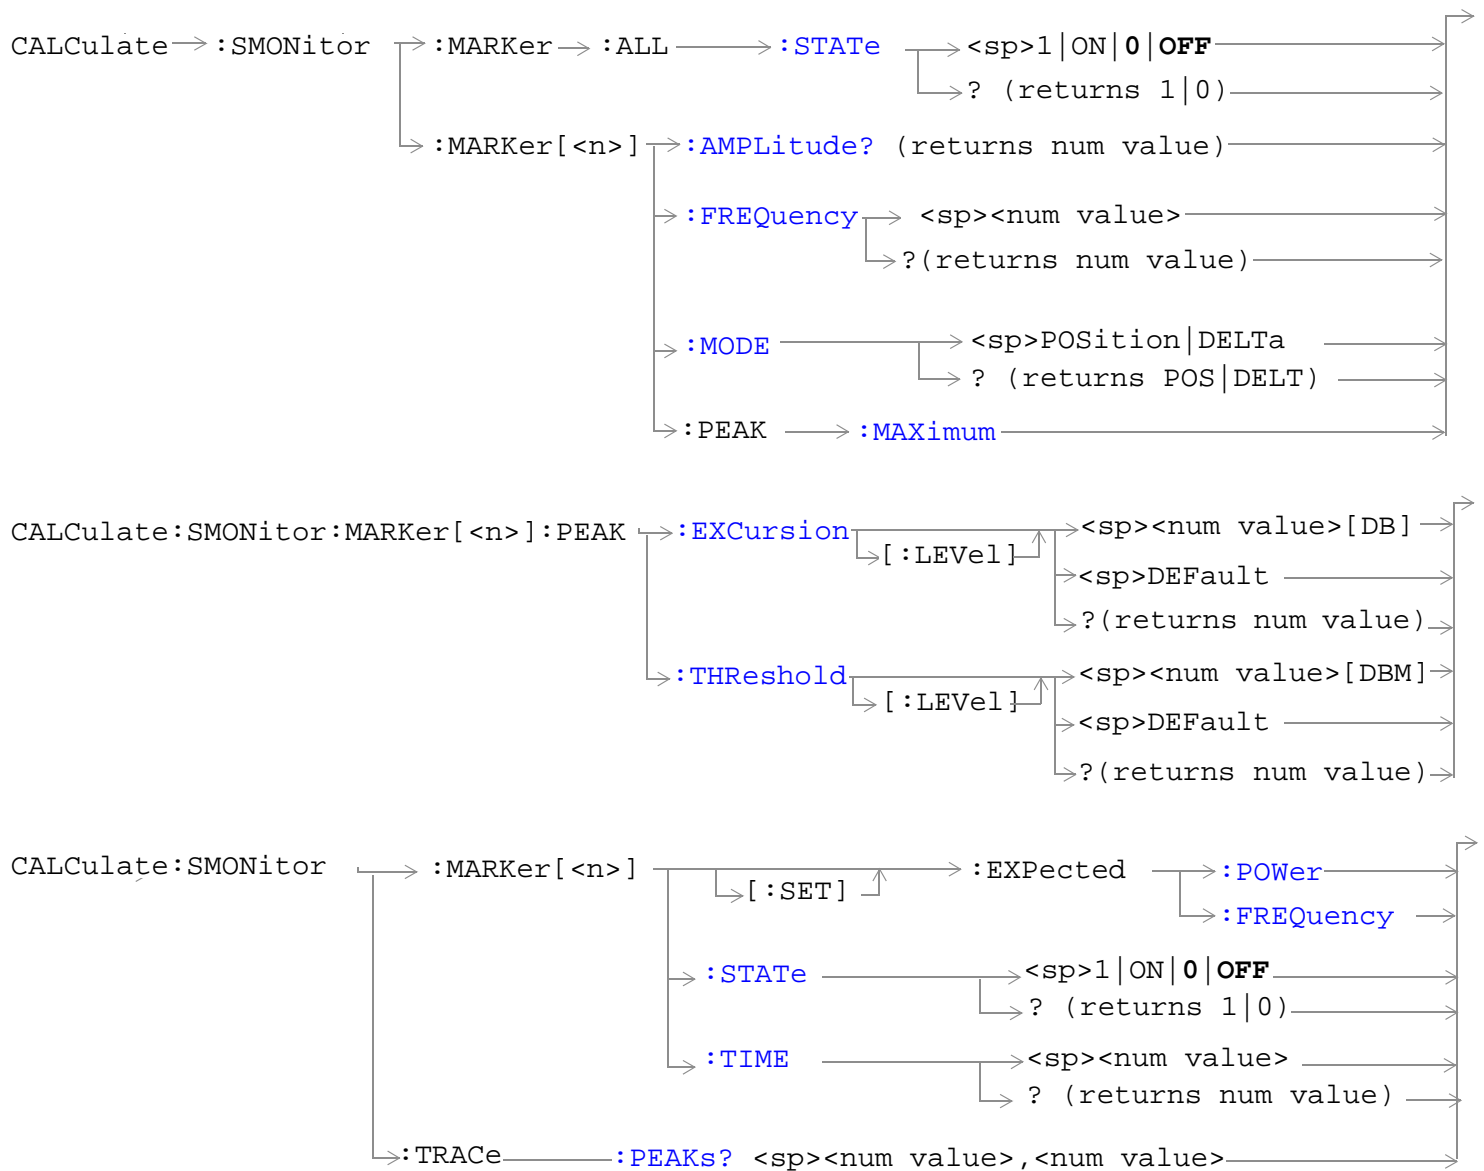 CALCulate :SMONitor :MARKer :ALL :STATe <sp>1|ON|0|OFF
? (returns 1|0)
:MARKer[<n>] :AMPLitude? (returns num value)
:FREQuency <sp><num value>
?(returns num value)
:MODE <sp>POSition|DELTa
? (returns POS|DELT)
:PEAK :MAXimum
CALCulate:SMONitor:MARKer[<n>]:PEAK :EXCursion <sp><num value>[DB]
[:LEVel]
<sp>DEFault
?(returns num value)
:THReshold <sp><num value>[DBM]
[:LEVel]
<sp>DEFault
?(returns num value)
CALCulate:SMONitor :MARKer[<n>] :EXPected :POWer
[:SET]
:FREQuency
:STATe <sp>1|ON|0|OFF
? (returns 1|0)
:TIME <sp><num value>
? (returns num value)
:TRACe :PEAKs? <sp><num value>,<num value>